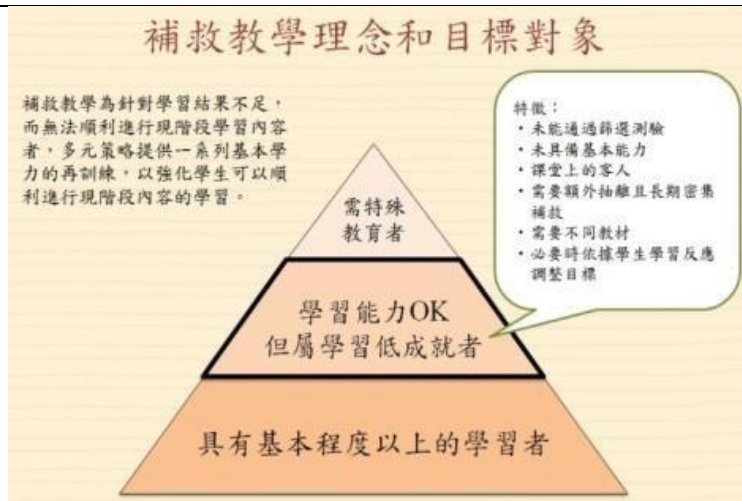 補救教學理念和目標對象
補救教學為針對學習結果不足，
而無法順利進行現階段學習內容
者，多元策略提供一系列基本學
力的再訓練，以強化學生可以順
利進行現階段內容的學習。
特徵：
・未能通過篩選測驗
・未具備基本能力
・課堂上的客人
・需要額外抽離且長期密集
補救
・需要不同教材
・必要時依據學生學習反應
調整目標
需特殊
教育者
學習能力OK
但屬學習低成就者
具有基本程度以上的學習者